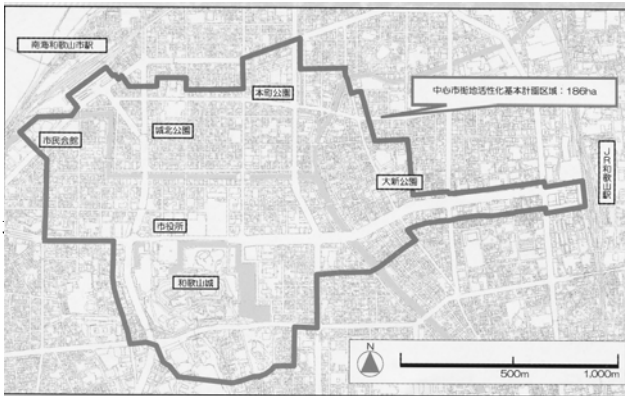 南海和歌山市駅
本町公園
中心市街地活性化基本計画区域：186ha
城北公園
市民会館
JR和歌山駅
大新公園
市役所
和歌山城
N
500m
1,000m